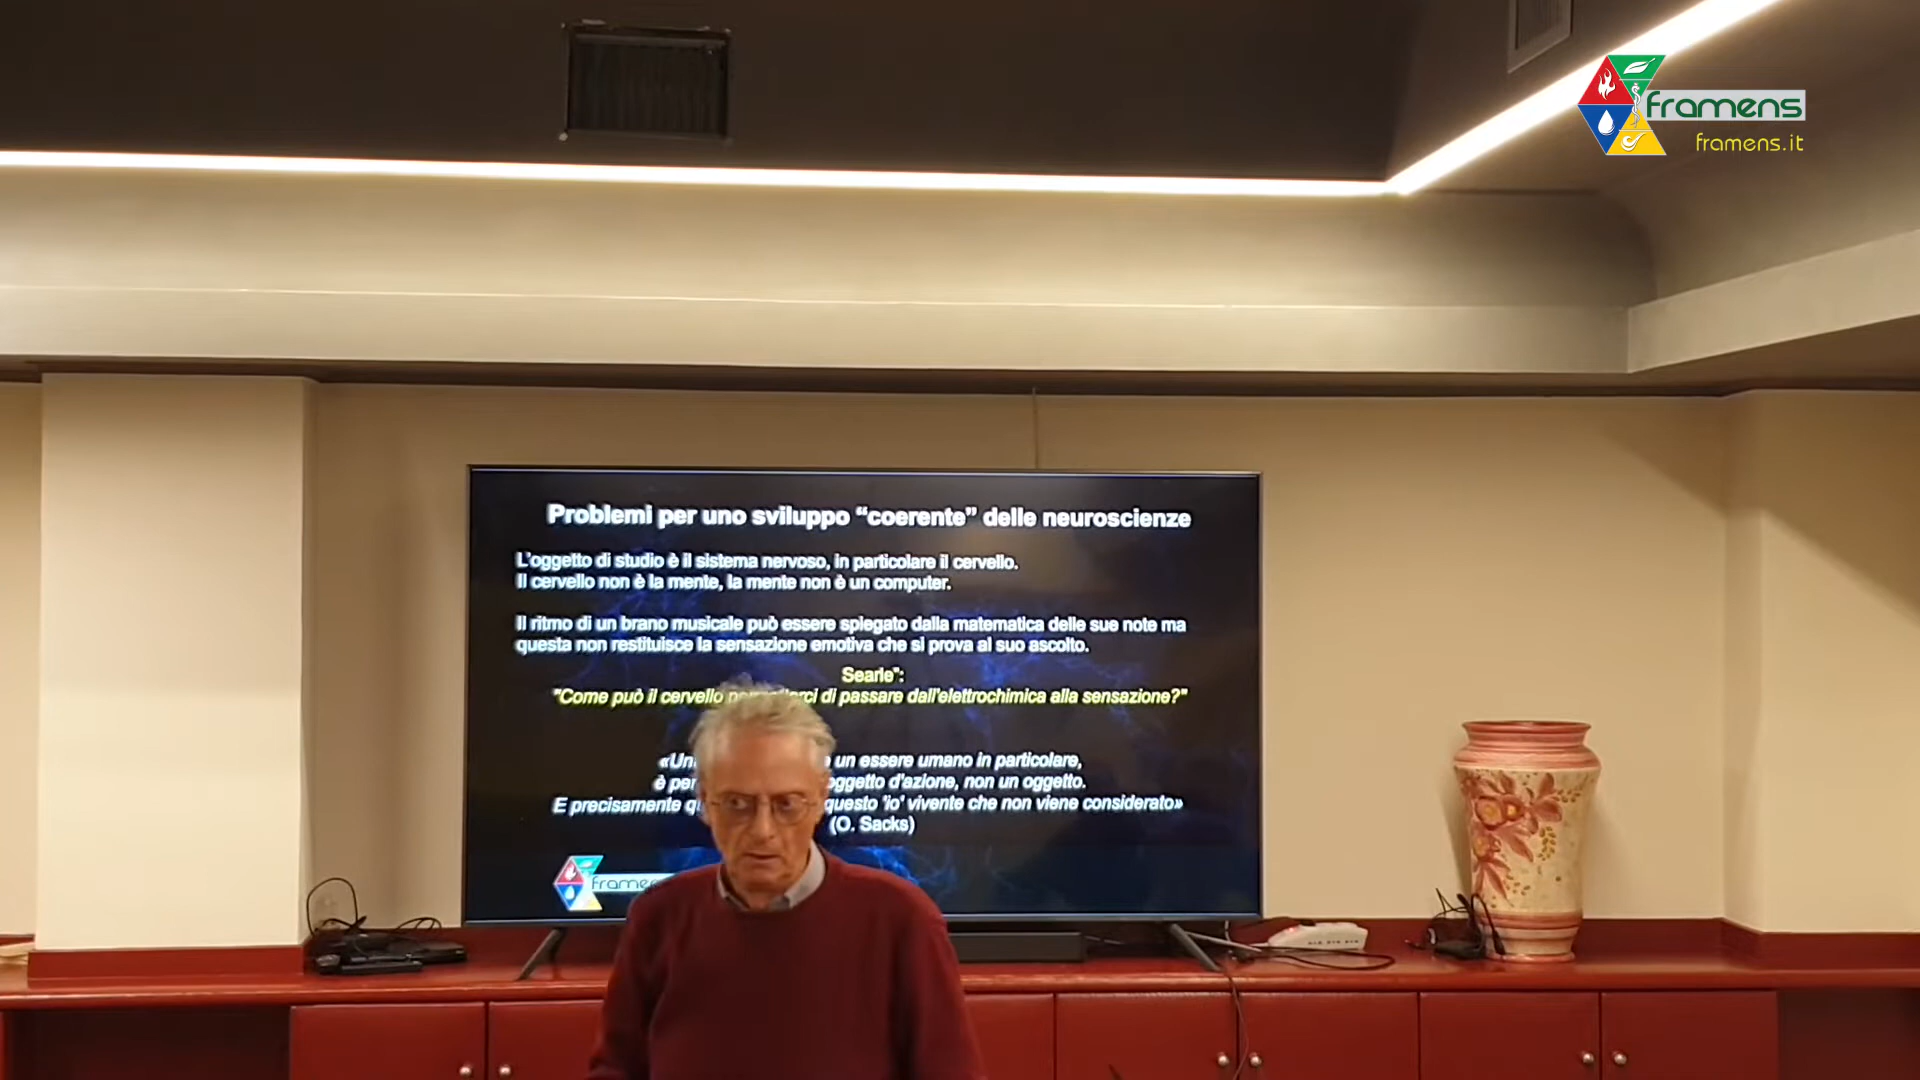 framens
framens.it
Problemi per uno sviluppo “coerente” delle neuroscienze
L'oggetto di studio è il sistema nervoso, in particolare il cervello.
Il cervello non è la mente, la mente non è un computer.
Il ritmo di un brano musicale può essere spiegato dalla matematica delle sue note ma
questa non restituisce la sensazione emotiva che si prova al suo ascolto.
Searle":
"Come può il cervello di passare dall'elettrochimica alla sensazione?"
un essere umano in particolare,
è d'azione, non un oggetto.
E precisamente questo 'io' vivente che non viene considerato»
(O. Sacks)